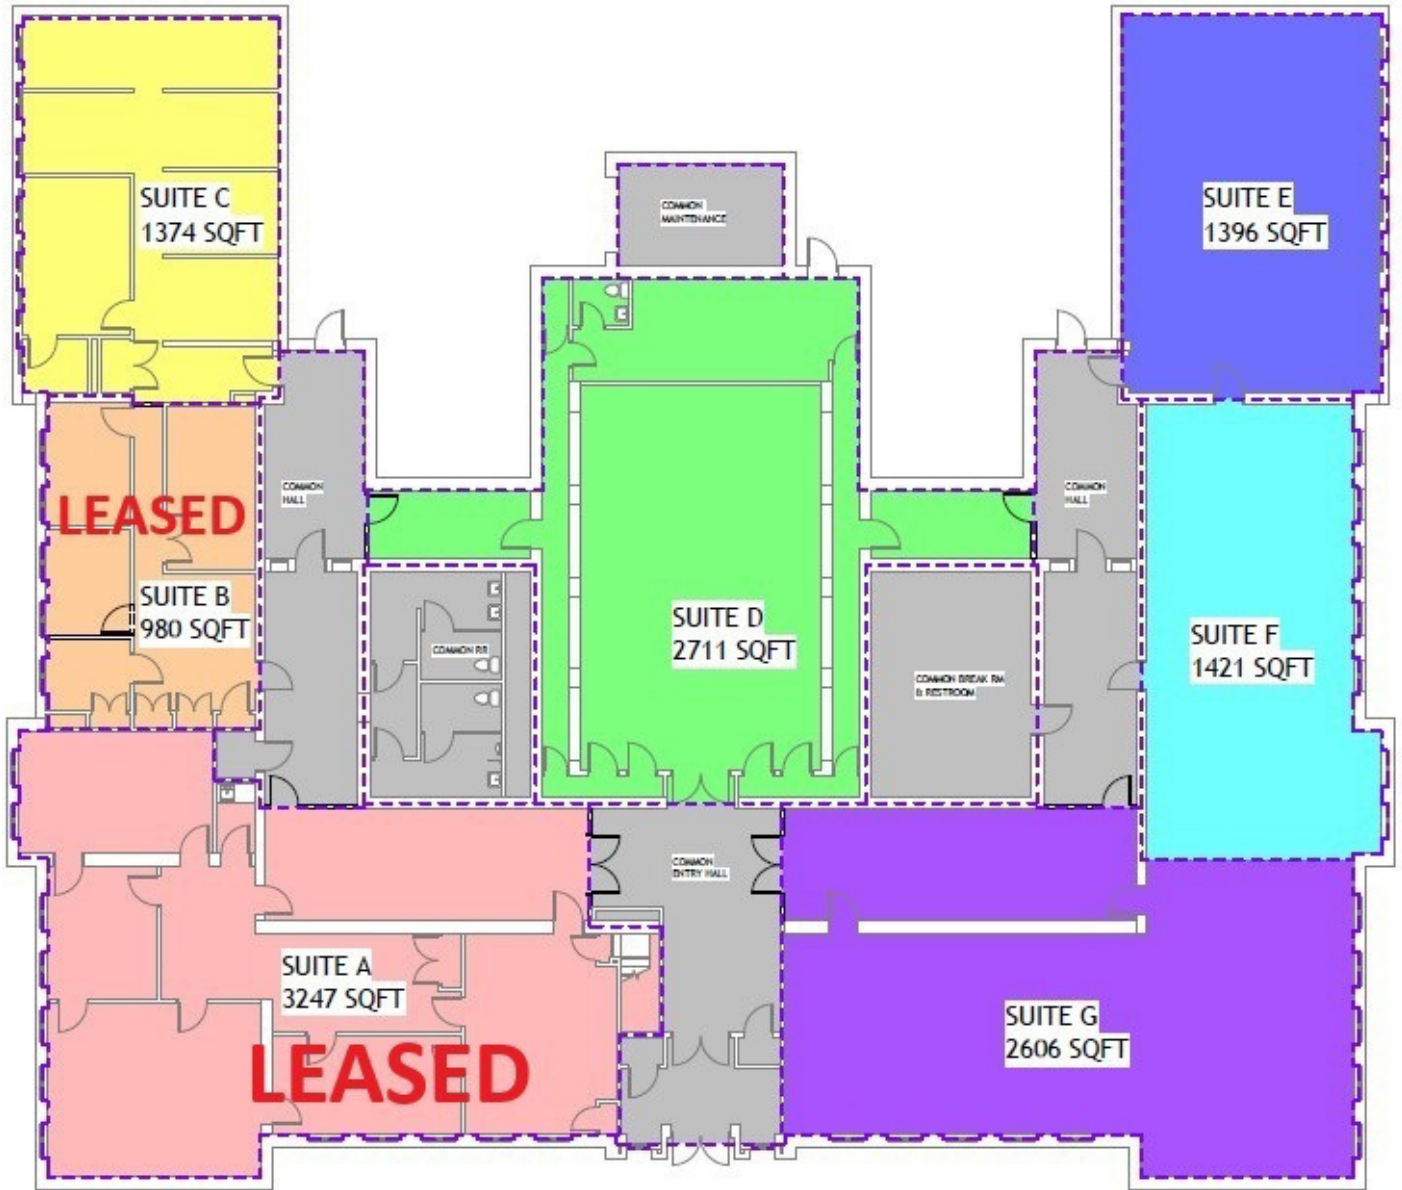 SUITE C
1374 SQFT
COMMON
MAINTENANCE
SUITE E
1396 SQFT
COMMON
HALL
COMMON
HALL
LEASED
SUITE B
980 SQFT
COMMON RR
SUITE D
2711 SQFT
COMMON BREAK RM
& RESTROOM
SUITE F
1421 SQFT
COMMON
ENTRY HALL
SUITE A
3247 SQFT
LEASED
SUITE G
2606 SQFT